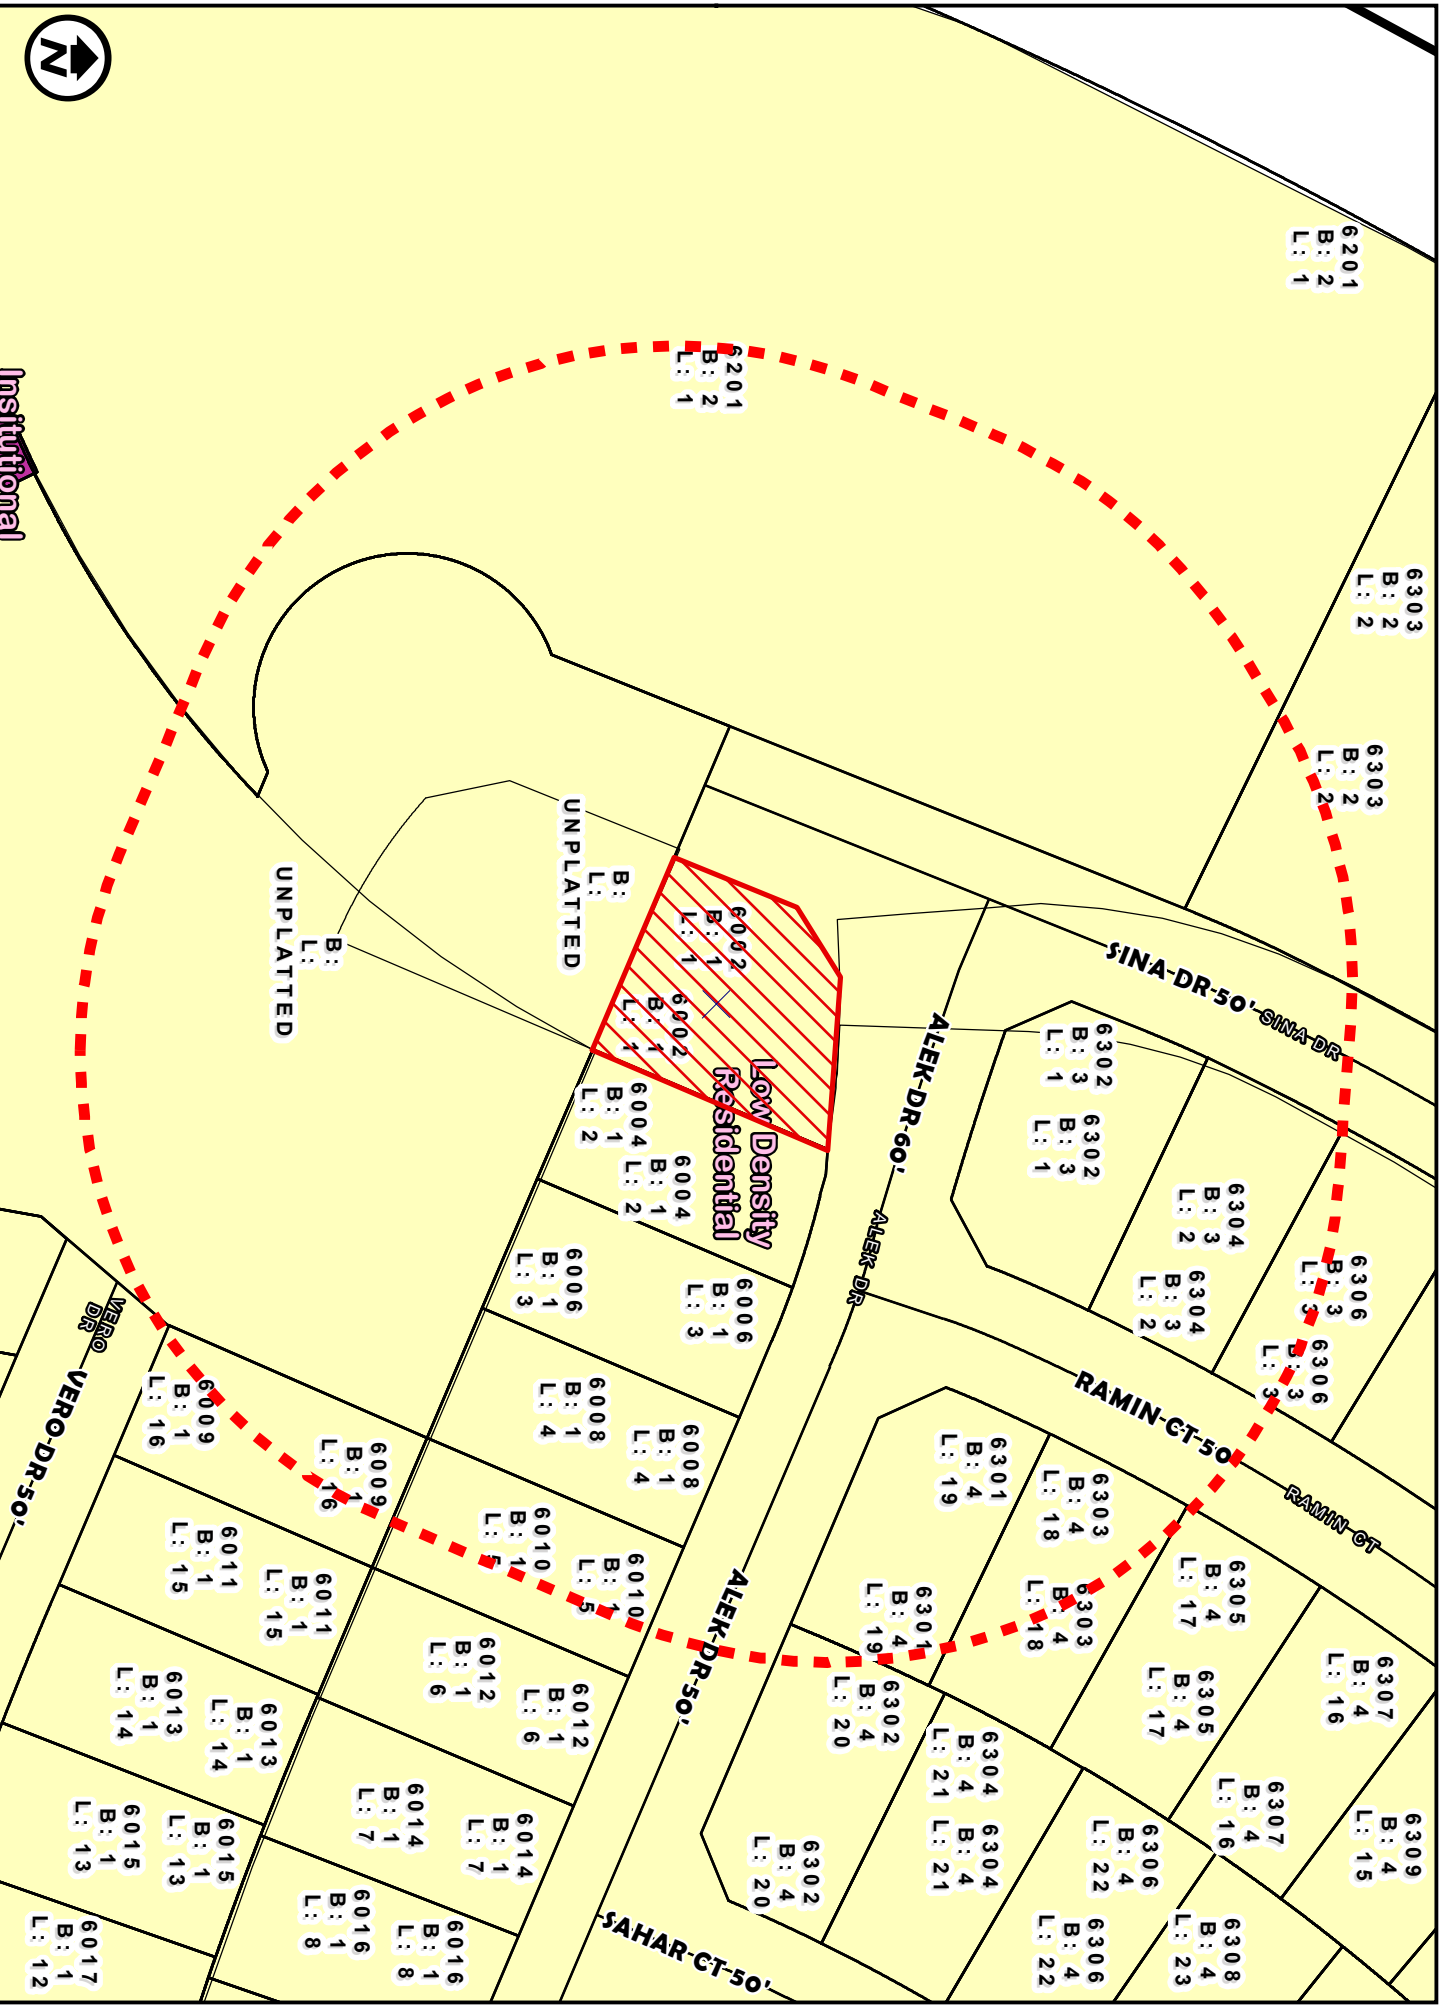 N
6201
B: 2
L: 1
6201
B: 2
L: 1
6303
B: 2
L: 2
6303
B: 2
L: 2
Insitutional
UNPLATTED
B:
L:
UNPLATTED
B:
L:
6002
B: 1
L: 1
6002
B: 1
L: 1
Low Density
Residential
6004
B: 1
L: 2
6004
B: 1
L: 2
6006
B: 1
L: 3
6006
B: 1
L: 3
6008
B: 1
L: 4
6008
B: 1
L: 4
6010
B: 1
L: 5
6010
B: 1
L: 5
6012
B: 1
L: 6
6012
B: 1
L: 6
6014
B: 1
L: 7
6014
B: 1
L: 7
6016
B: 1
L: 8
6016
B: 1
L: 8
SINA DR 50'
SINA DR
ALEK DR 60'
ALEK DR
ALEK DR 50'
RAMIN CT 50'
RAMIN CT
SAHAR CT 50'
VERO
DR
VERO DR 50'
6302
B: 3
L: 1
6302
B: 3
L: 1
6304
B: 3
L: 2
6304
B: 3
L: 2
6306
B: 3
L: 3
6306
B: 3
L: 3
6301
B: 4
L: 19
6301
B: 4
L: 19
6303
B: 4
L: 18
6303
B: 4
L: 18
6305
B: 4
L: 17
6305
B: 4
L: 17
6307
B: 4
L: 16
6307
B: 4
L: 16
6309
B: 4
L: 15
6302
B: 4
L: 20
6302
B: 4
L: 20
6304
B: 4
L: 21
6304
B: 4
L: 21
6306
B: 4
L: 22
6306
B: 4
L: 22
6308
B: 4
L: 23
6009
B: 1
L: 16
6009
B: 1
L: 16
6011
B: 1
L: 15
6011
B: 1
L: 15
6013
B: 1
L: 14
6013
B: 1
L: 14
6015
B: 1
L: 13
6015
B: 1
L: 13
6017
B: 1
L: 12